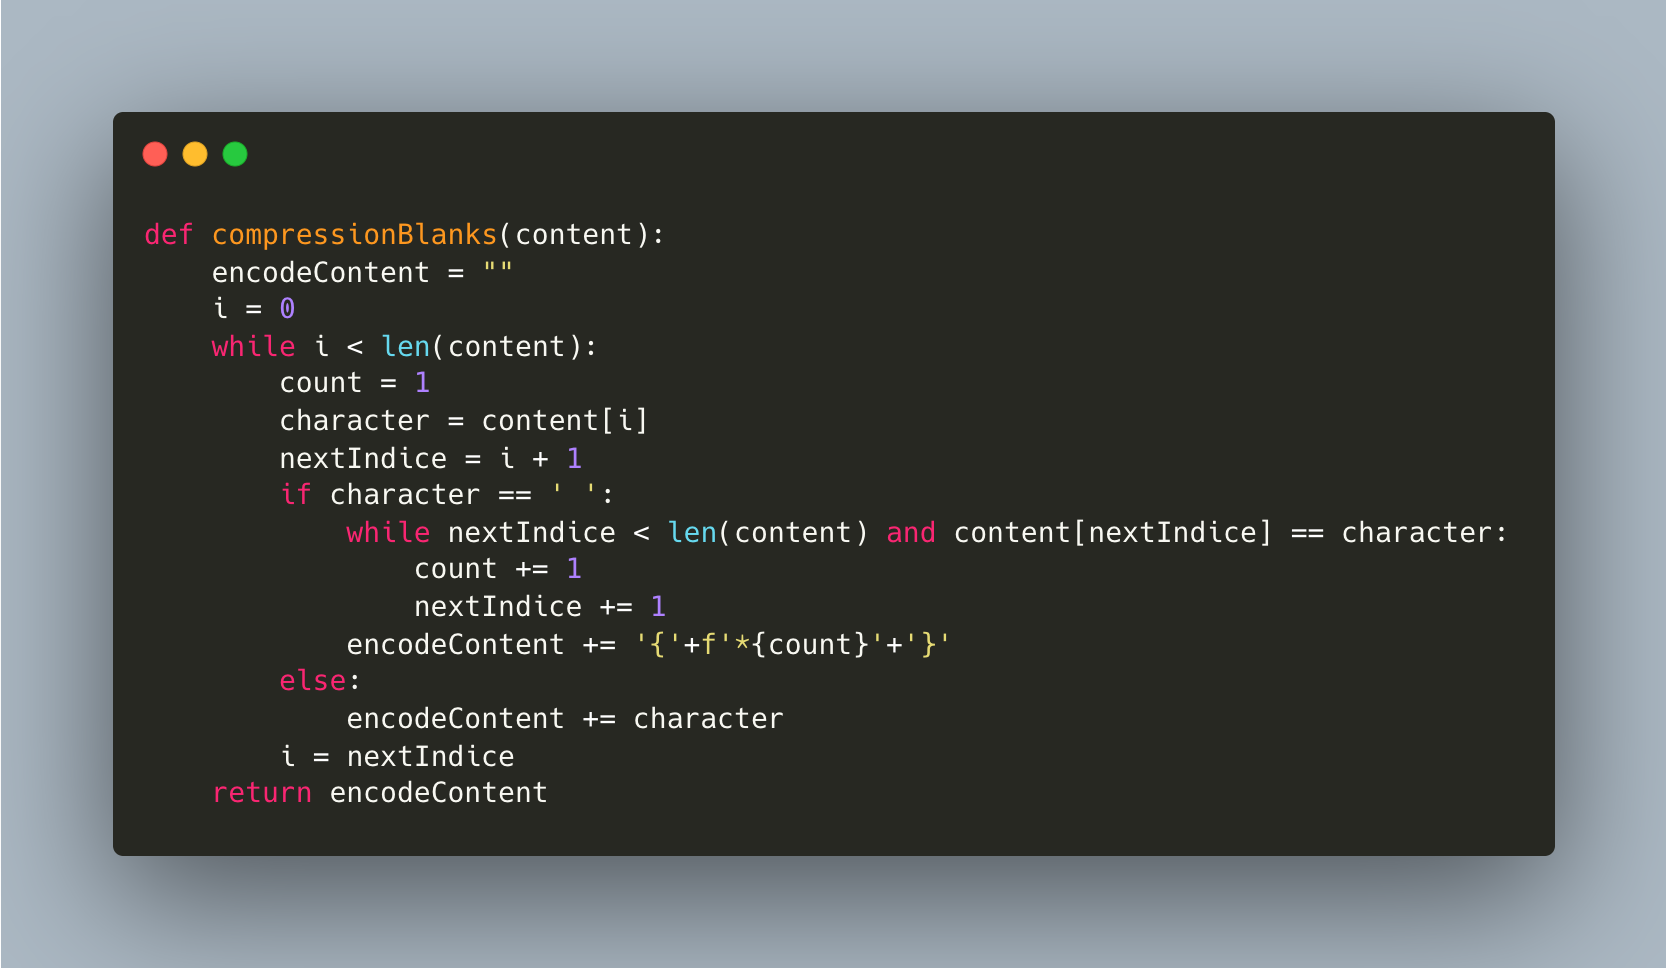 def compressionBlanks(content):
    encodeContent = ""
    i = 0
    while i < len(content):
        count = 1
        character = content[i]
        nextIndice = i + 1
        if character == ' ':
            while nextIndice < len(content) and content[nextIndice] == character:
                count += 1
                nextIndice += 1
            encodeContent += '{'+f'*{count}'+'}'
        else:
            encodeContent += character
        i = nextIndice
    return encodeContent